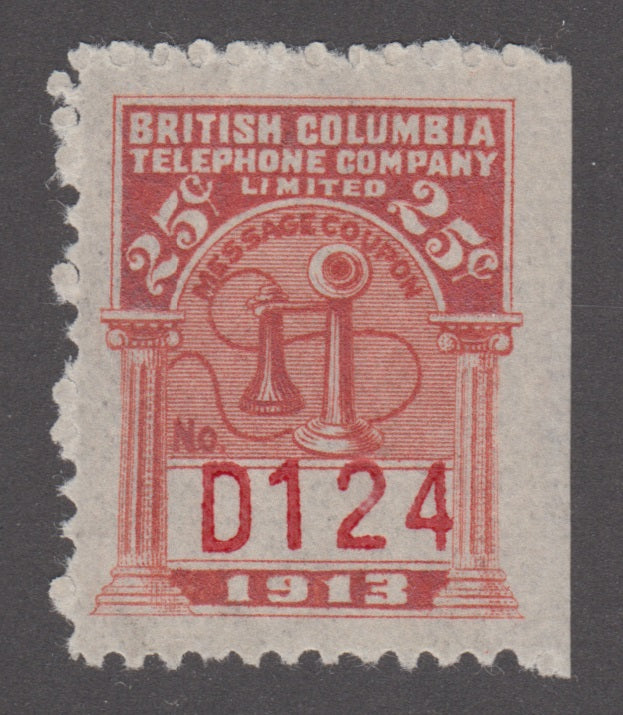 BRITISH COLUMBIA
TELEPHONE COMPANY
LIMITED
25¢ 25¢
MESSAGE COUPON
No.
D124
1913